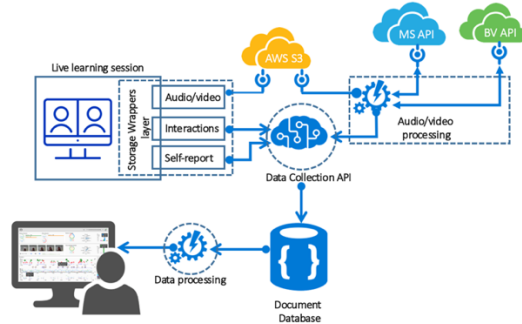 MS API
BV API
AWS S3
Live learning session
Storage Wrappers
layer
Audio/video
Interactions
Self-report
Audio/video
processing
Data Collection API
Data processing
{ }
Document
Database